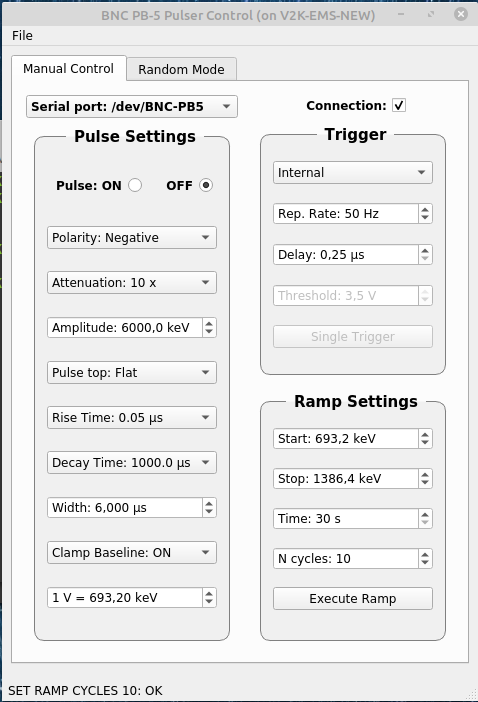 BNC PB-5 Pulser Control (on V2K-EMS-NEW)
File
Manual Control
Random Mode
Serial port: /dev/BNC-PB5
Connection:
Pulse Settings
Pulse: ON
OFF
Polarity: Negative
Attenuation: 10 x
Amplitude: 6000,0 keV
Pulse top: Flat
Rise Time: 0.05 µs
Decay Time: 1000.0 µs
Width: 6,000 µs
Clamp Baseline: ON
1 V = 693,20 keV
Trigger
Internal
Rep. Rate: 50 Hz
Delay: 0,25 µs
Threshold: 3,5 V
Single Trigger
Ramp Settings
Start: 693,2 keV
Stop: 1386,4 keV
Time: 30 s
N cycles: 10
Execute Ramp
SET RAMP CYCLES 10: OK